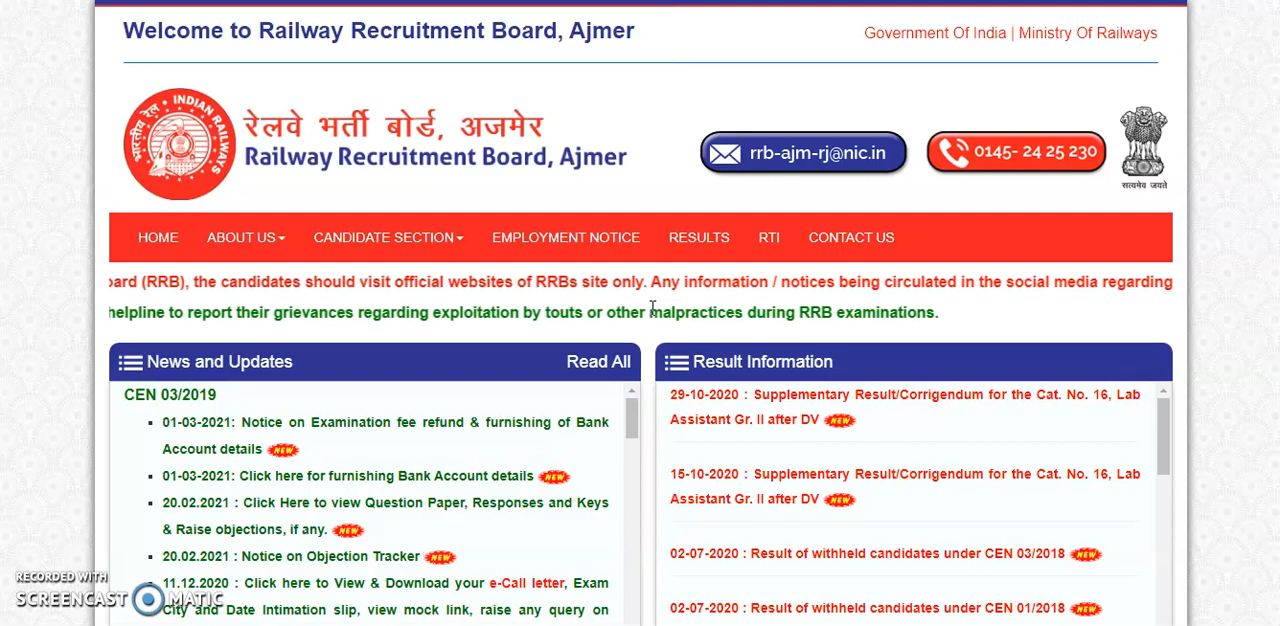 Welcome to Railway Recruitment Board, Ajmer
Government Of India | Ministry Of Railways
भारतीय रेल • INDIAN RAILWAYS
रेलवे भर्ती बोर्ड, अजमेर
Railway Recruitment Board, Ajmer
rrb-ajm-rj@nic.in
0145- 24 25 230
सत्यमेव जयते
HOME ABOUT US CANDIDATE SECTION EMPLOYMENT NOTICE RESULTS RTI CONTACT US
ard (RRB), the candidates should visit official websites of RRBs site only. Any information / notices being circulated in the social media regarding
helpline to report their grievances regarding exploitation by touts or other malpractices during RRB examinations.
News and Updates Read All
CEN 03/2019
01-03-2021: Notice on Examination fee refund & furnishing of Bank
Account details NEW
01-03-2021: Click here for furnishing Bank Account details NEW
20.02.2021 : Click Here to view Question Paper, Responses and Keys
& Raise objections, if any. NEW
20.02.2021 : Notice on Objection Tracker NEW
11.12.2020 : Click here to View & Download your e-Call letter, Exam
City and Date Intimation slip, view mock link, raise any query on
Result Information
29-10-2020 : Supplementary Result/Corrigendum for the Cat. No. 16, Lab
Assistant Gr. II after DV NEW
15-10-2020 : Supplementary Result/Corrigendum for the Cat. No. 16, Lab
Assistant Gr. II after DV NEW
02-07-2020 : Result of withheld candidates under CEN 03/2018 NEW
02-07-2020 : Result of withheld candidates under CEN 01/2018 NEW
RECORDED WITH
SCREENCAST MATIC